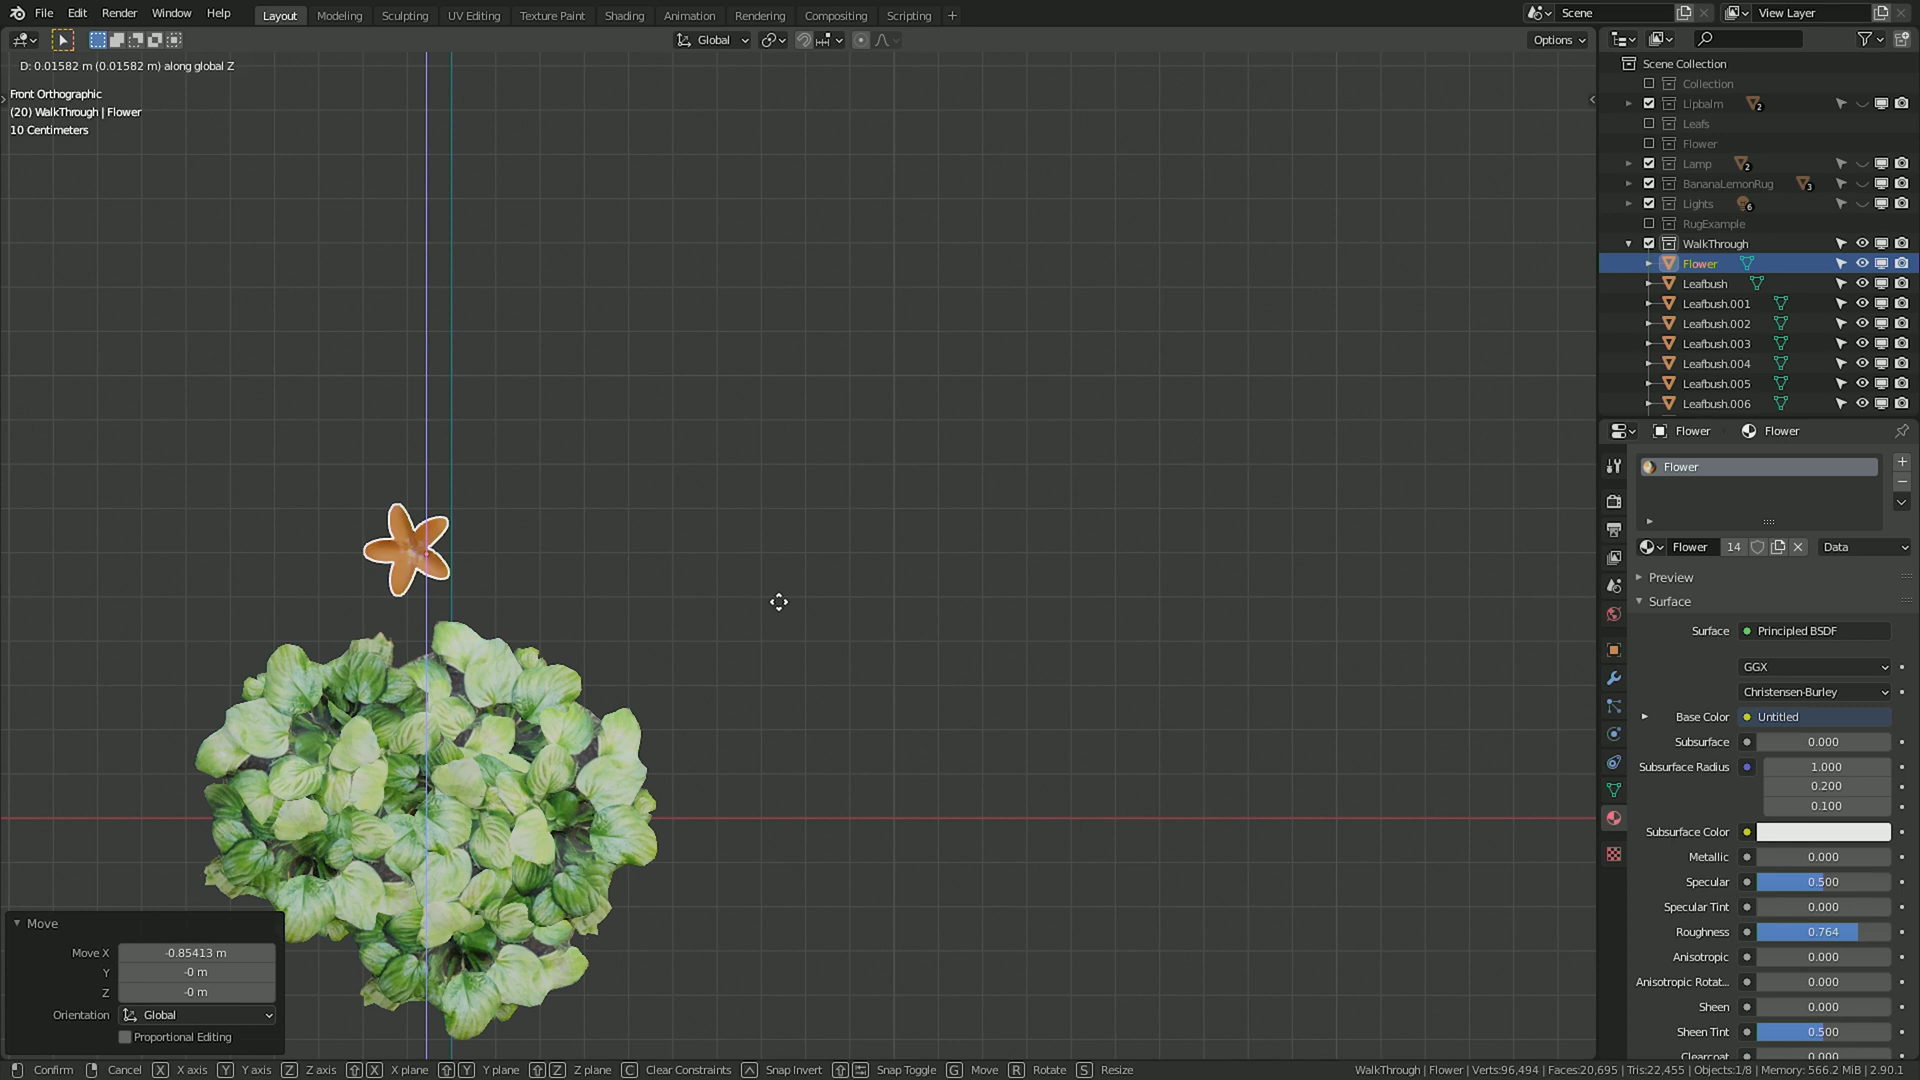 File Edit Render Window Help Layout Modeling Sculpting UV Editing Texture Paint Shading Animation Rendering Compositing Scripting + Scene View Layer
Global Options
D: 0.01582 m (0.01582 m) along global Z
Front Orthographic
(20) WalkThrough | Flower
10 Centimeters
Scene Collection
Collection
Lipbalm 2
Leafs
Flower
Lamp 2
BananaLemonRug 3
Lights 6
RugExample
WalkThrough
Flower
Leafbush
Leafbush.001
Leafbush.002
Leafbush.003
Leafbush.004
Leafbush.005
Leafbush.006
Flower Flower
Flower
Flower 14 Data
Preview
Surface
Surface Principled BSDF
GGX
Christensen-Burley
Base Color Untitled
Subsurface 0.000
Subsurface Radius 1.000
0.200
0.100
Subsurface Color
Metallic 0.000
Specular 0.500
Specular Tint 0.000
Roughness 0.764
Anisotropic 0.000
Anisotropic Rotat... 0.000
Sheen 0.000
Sheen Tint 0.500
Clearcoat 0.000
Move
Move X -0.85413 m
Y -0 m
Z -0 m
Orientation Global
Proportional Editing
Confirm Cancel X X axis Y Y axis Z Z axis X X plane Y Y plane Z Z plane C Clear Constraints Snap Invert Snap Toggle G Move R Rotate S Resize WalkThrough | Flower | Verts:96,494 | Faces:20,695 | Tris:22,455 | Objects:1/8 | Memory: 566.2 MiB | 2.90.1